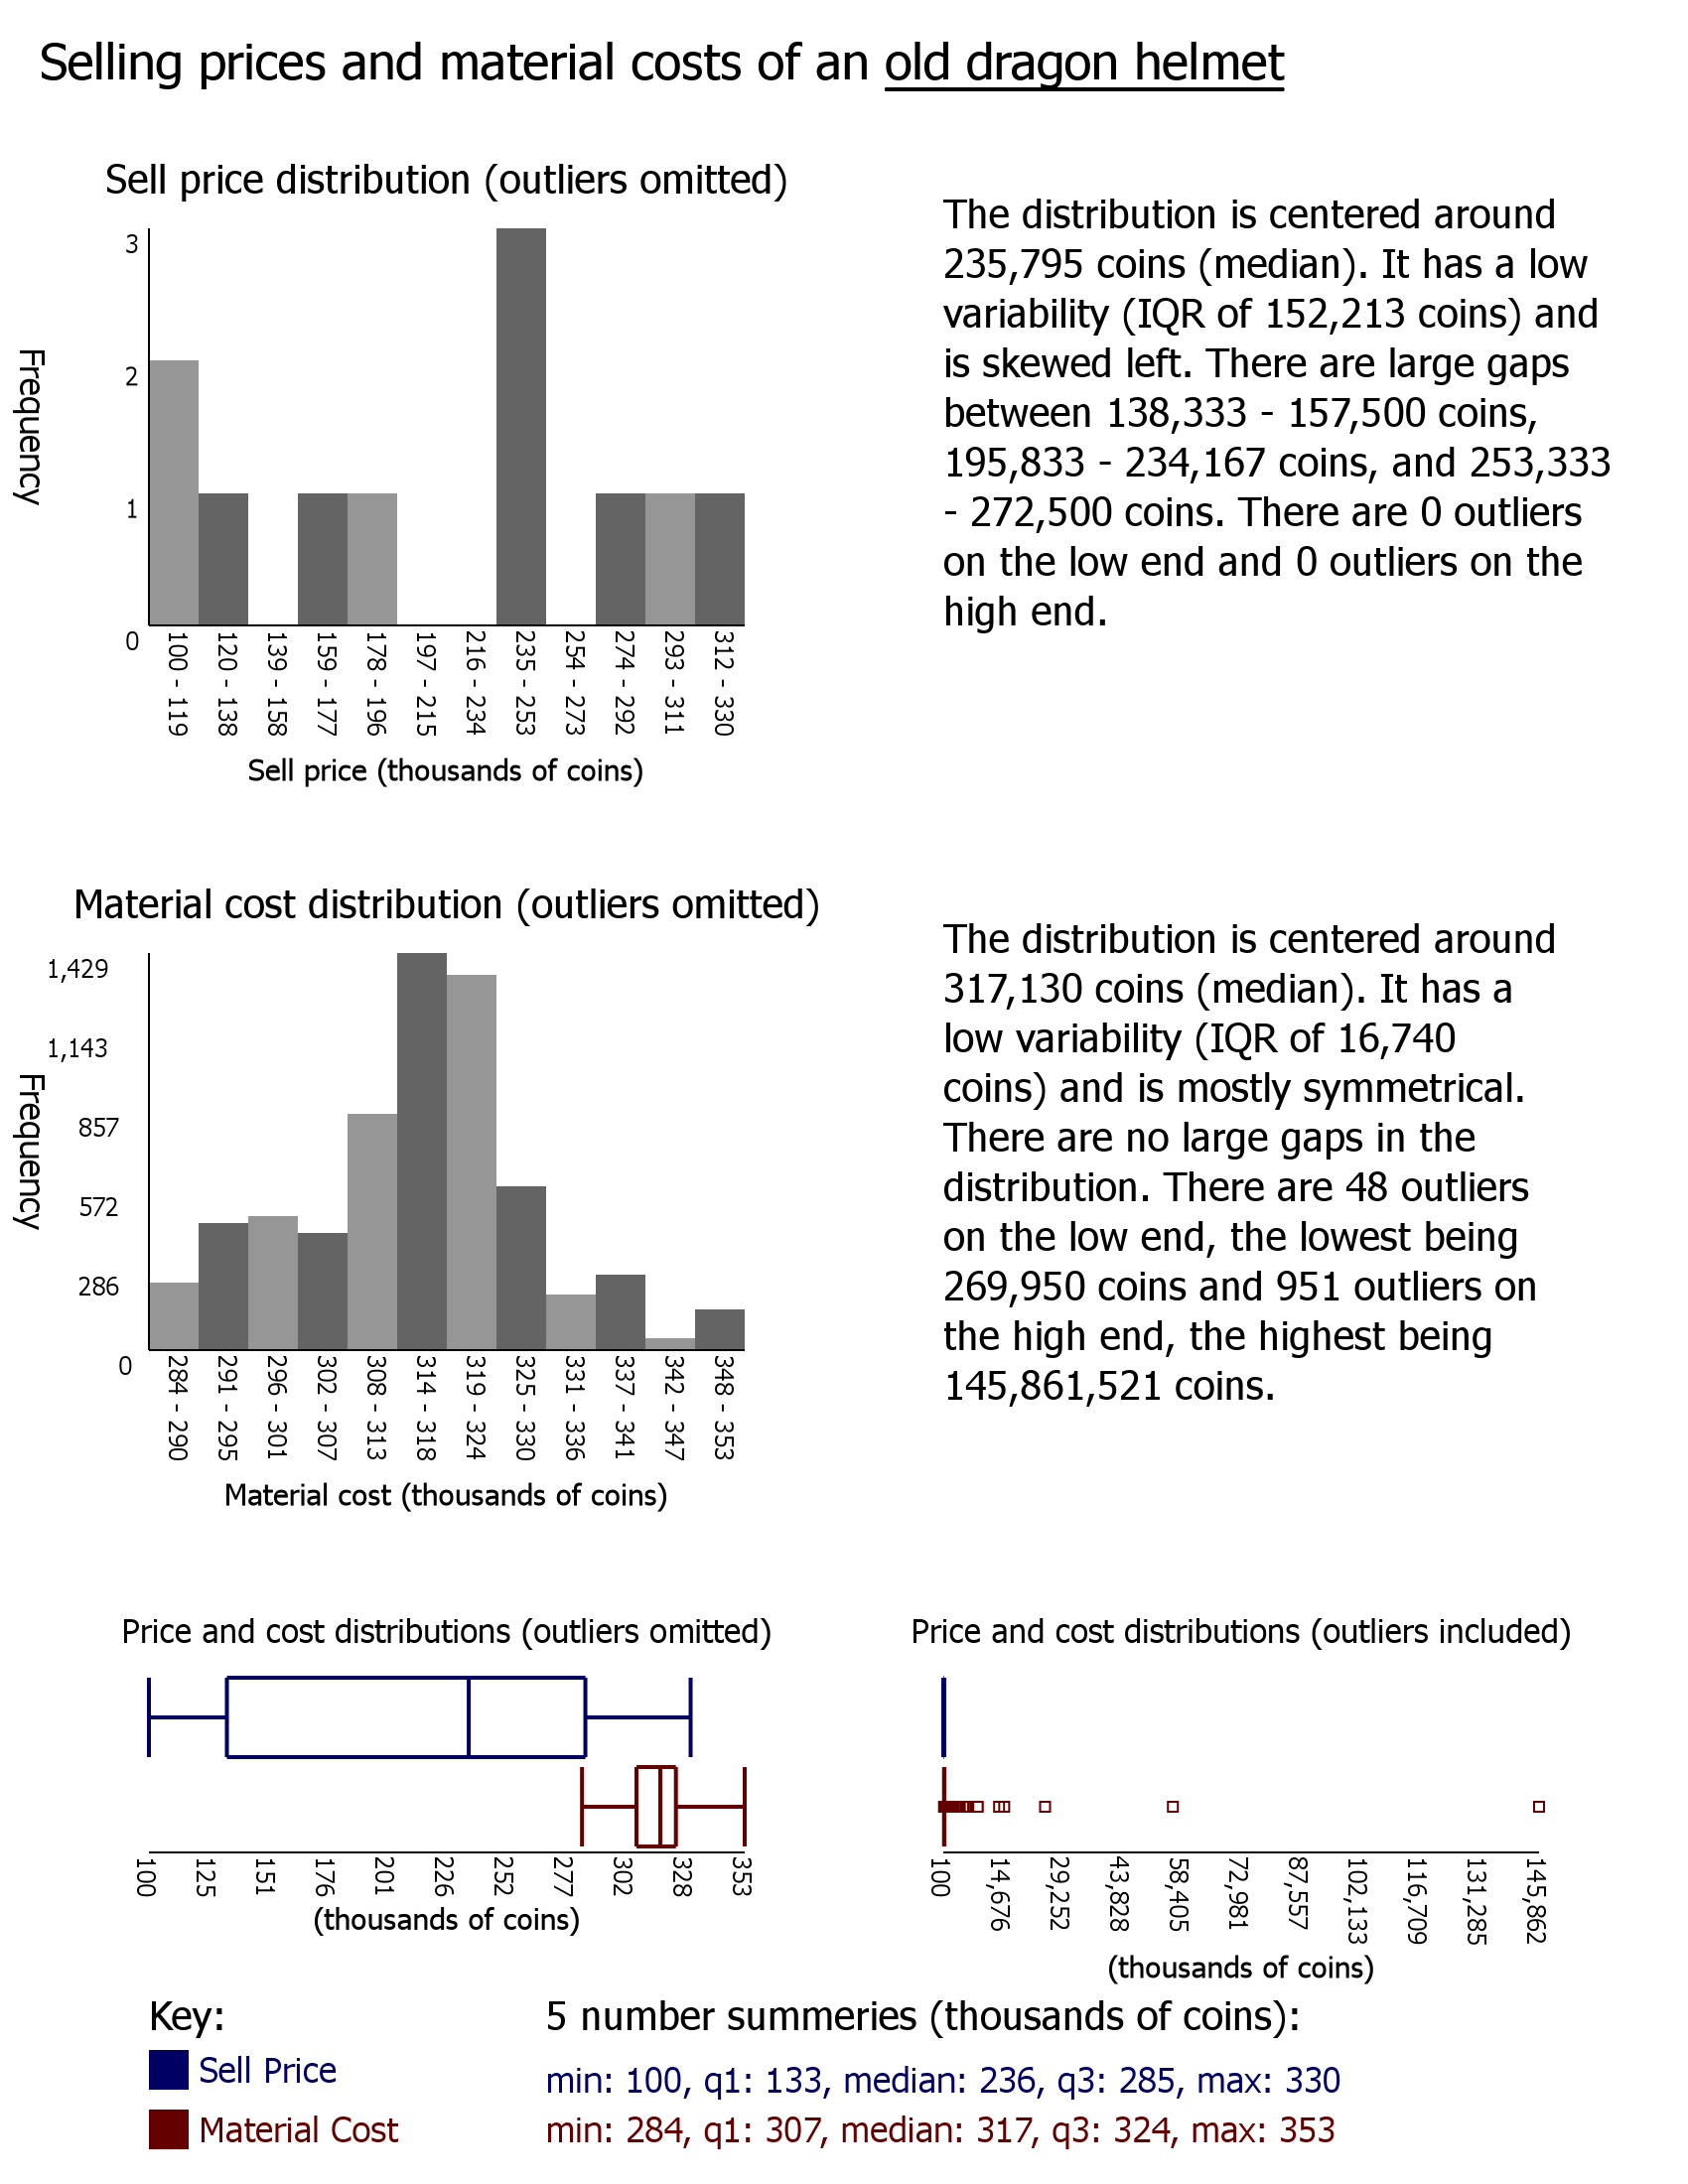 Selling prices and material costs of an old dragon helmet
Sell price distribution (outliers omitted)
Frequency
3
2
1
0
100 - 119
120 - 138
139 - 158
159 - 177
178 - 196
197 - 215
216 - 234
235 - 253
254 - 273
274 - 292
293 - 311
312 - 330
Sell price (thousands of coins)
The distribution is centered around
235,795 coins (median). It has a low
variability (IQR of 152,213 coins) and
is skewed left. There are large gaps
between 138,333 - 157,500 coins,
195,833 - 234,167 coins, and 253,333
- 272,500 coins. There are 0 outliers
on the low end and 0 outliers on the
high end.
Material cost distribution (outliers omitted)
Frequency
1,429
1,143
857
572
286
0
284 - 290
291 - 295
296 - 301
302 - 307
308 - 313
314 - 318
319 - 324
325 - 330
331 - 336
337 - 341
342 - 347
348 - 353
Material cost (thousands of coins)
The distribution is centered around
317,130 coins (median). It has a
low variability (IQR of 16,740
coins) and is mostly symmetrical.
There are no large gaps in the
distribution. There are 48 outliers
on the low end, the lowest being
269,950 coins and 951 outliers on
the high end, the highest being
145,861,521 coins.
Price and cost distributions (outliers omitted)
100
125
151
176
201
226
252
277
302
328
353
(thousands of coins)
Price and cost distributions (outliers included)
100
14,676
29,252
43,828
58,405
72,981
87,557
102,133
116,709
131,285
145,862
(thousands of coins)
Key:
Sell Price
Material Cost
5 number summeries (thousands of coins):
min: 100, q1: 133, median: 236, q3: 285, max: 330
min: 284, q1: 307, median: 317, q3: 324, max: 353